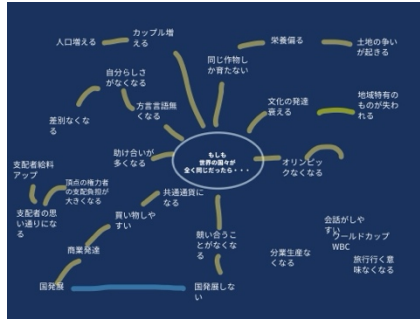 人口増える
カップル増
える
同じ作物し
か育たない
栄養偏る
土地の争い
が起きる
自分らしさ
がなくなる
方言言語無
くなる
差別なくな
る
文化の発達
衰える
地域特有の
ものが失わ
れる
助け合いが
多くなる
もしも
世界の国々が
全く同じだったら・・・
オリンピッ
クなくなる
支配者給料
アップ
頂点の権力者
の支配負担が
大きくなる
支配者の思
い通りになる
共通通貨に
なる
買い物しや
すい
商業発達
国発展
競い合うこ
とがなくな
る
国発展しな
い
分業生産な
くなる
会話がしや
すい
ワールドカップ
WBC
旅行行く意
味なくなる